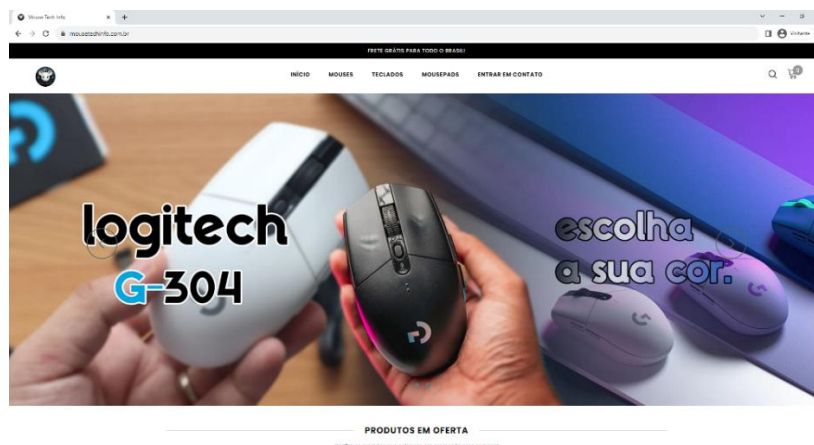 Mouse Tech Info
mousetechinfo.com.br
Visitante
FRETE GRÁTIS PARA TODO O BRASIL!
INÍCIO MOUSES TECLADOS MOUSEPADS ENTRAR EM CONTATO
logitech
G-304
escolha
a sua cor.
PRODUTOS EM OFERTA